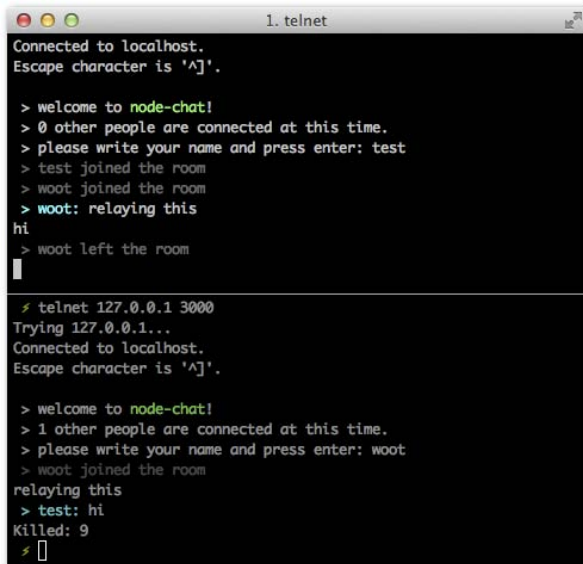 1. telnet
Connected to localhost.
Escape character is '^]'.
> welcome to node-chat!
> 0 other people are connected at this time.
> please write your name and press enter: test
> test joined the room
> woot joined the room
> woot: relaying this
hi
> woot left the room
⚡ telnet 127.0.0.1 3000
Trying 127.0.0.1...
Connected to localhost.
Escape character is '^]'.
> welcome to node-chat!
> 1 other people are connected at this time.
> please write your name and press enter: woot
> woot joined the room
relaying this
> test: hi
Killed: 9
⚡